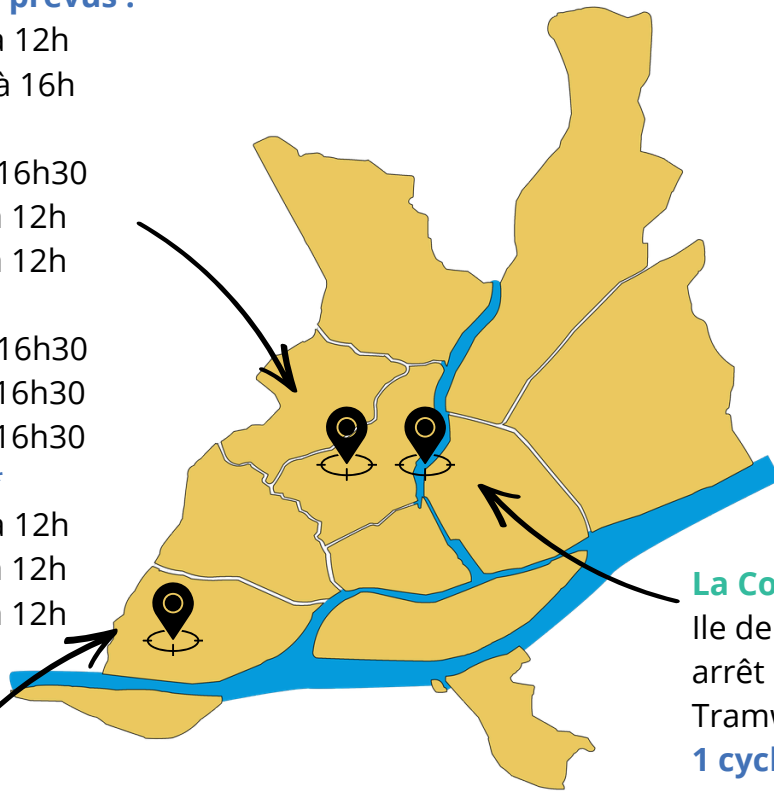 prévus :
à 12h
à 16h
16h30
à 12h
à 12h
16h30
16h30
16h30
à 12h
à 12h
à 12h
La Co
Ile de
arrêt
Tramw
1 cycl